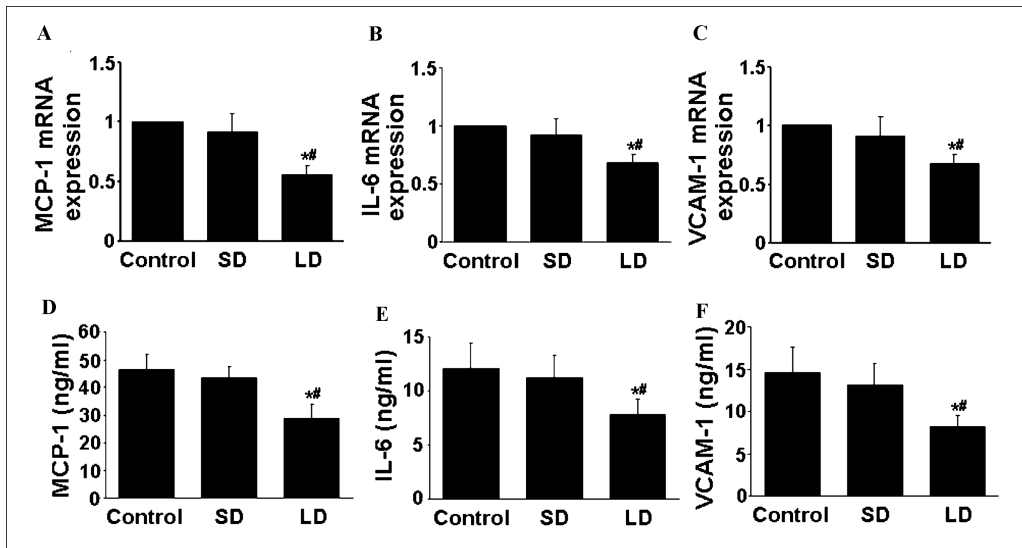 A
MCP-1 mRNA
expression
1.5
1
0.5
0
*#
Control SD LD
B
IL-6 mRNA
expression
1.5
1
0.5
0
*#
Control SD LD
C
VCAM-1 mRNA
expression
1.5
1
0.5
0
*#
Control SD LD
D
MCP-1 (ng/ml)
60
50
40
30
20
10
0
*#
Control SD LD
E
IL-6 (ng/ml)
15
10
5
0
*#
Control SD LD
F
VCAM-1 (ng/ml)
20
15
10
5
0
*#
Control SD LD